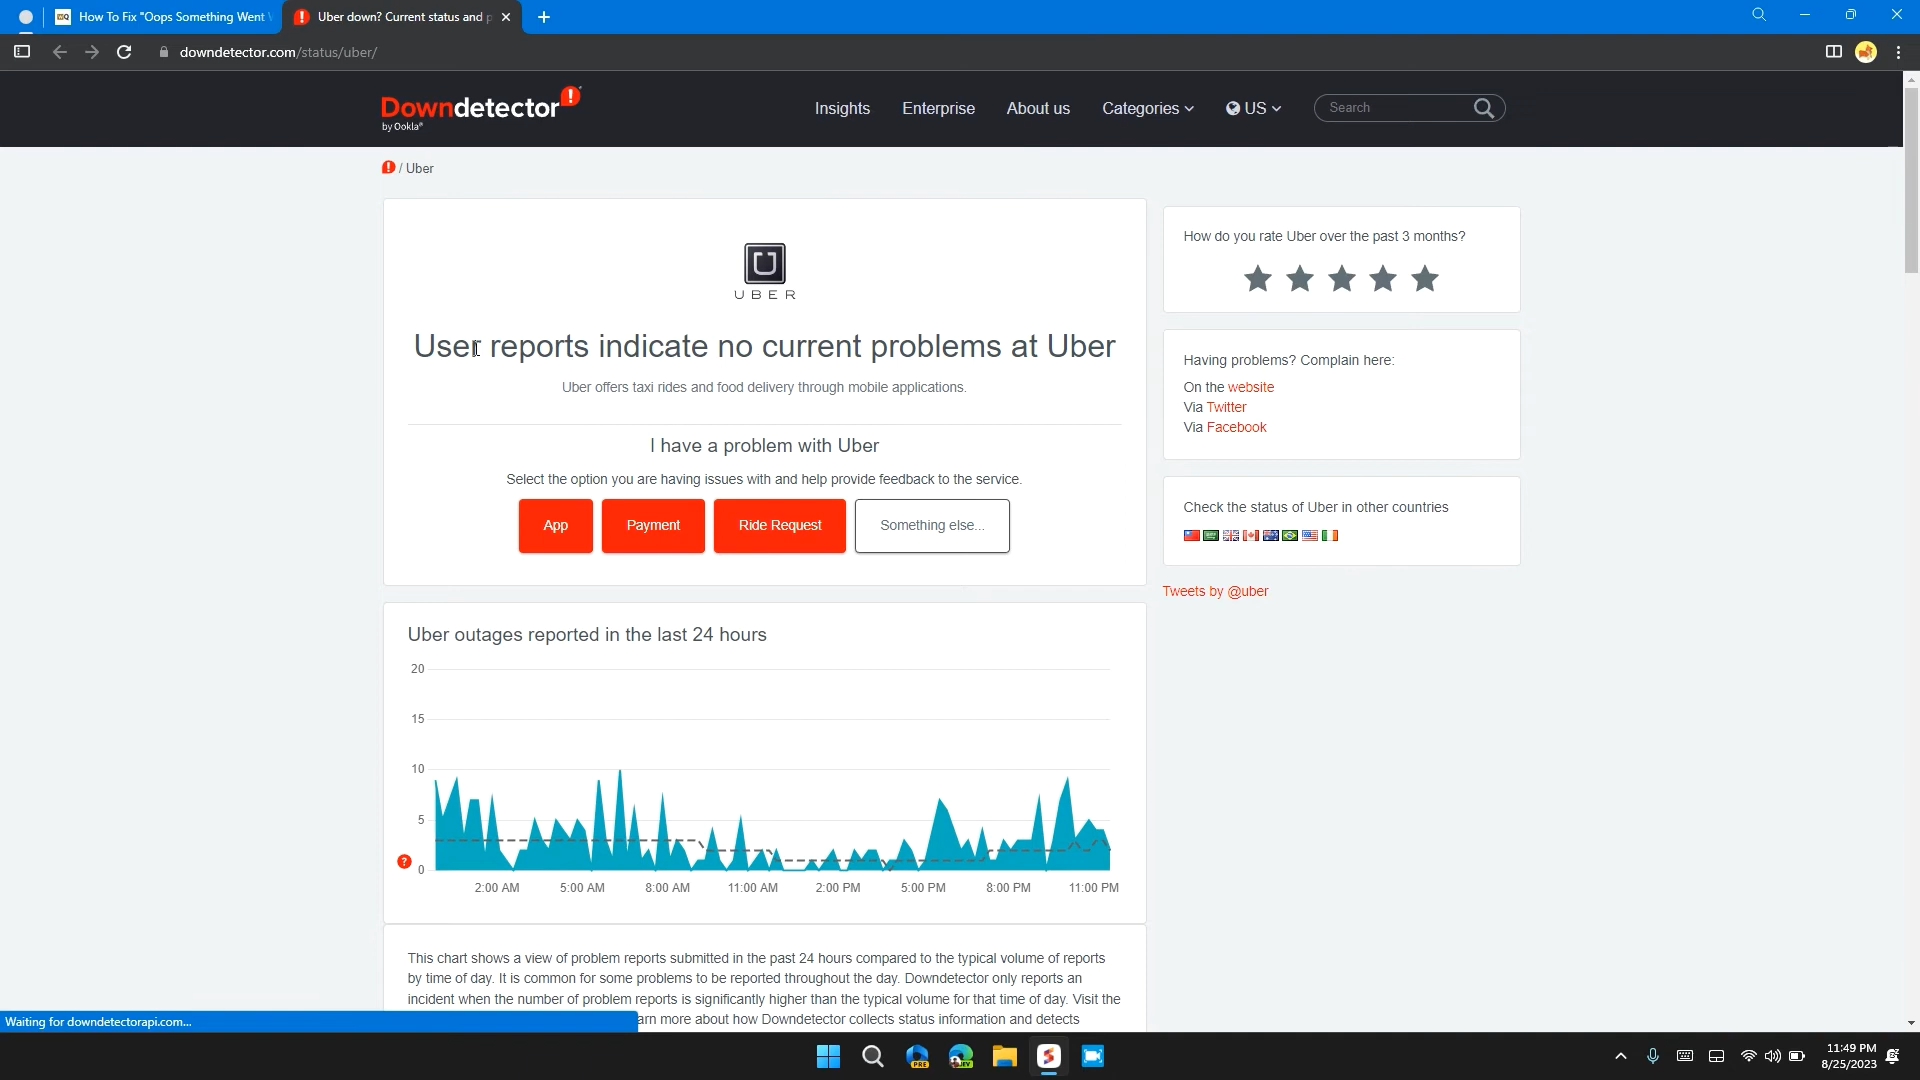 How To Fix "Oops Something Went
Uber down? Current status and p
downdetector.com/status/uber/
Downdetector
by Ookla
Insights
Enterprise
About us
Categories
US
Search
/ Uber
UBER
User reports indicate no current problems at Uber
Uber offers taxi rides and food delivery through mobile applications.
I have a problem with Uber
Select the option you are having issues with and help provide feedback to the service.
App
Payment
Ride Request
Something else...
How do you rate Uber over the past 3 months?
Having problems? Complain here:
On the website
Via Twitter
Via Facebook
Check the status of Uber in other countries
Tweets by @uber
Uber outages reported in the last 24 hours
20
15
10
5
0
2:00 AM 5:00 AM 8:00 AM 11:00 AM 2:00 PM 5:00 PM 8:00 PM 11:00 PM
This chart shows a view of problem reports submitted in the past 24 hours compared to the typical volume of reports
by time of day. It is common for some problems to be reported throughout the day. Downdetector only reports an
incident when the number of problem reports is significantly higher than the typical volume for that time of day. Visit the
arn more about how Downdetector collects status information and detects
Waiting for downdetectorapi.com...
11:49 PM
8/25/2023